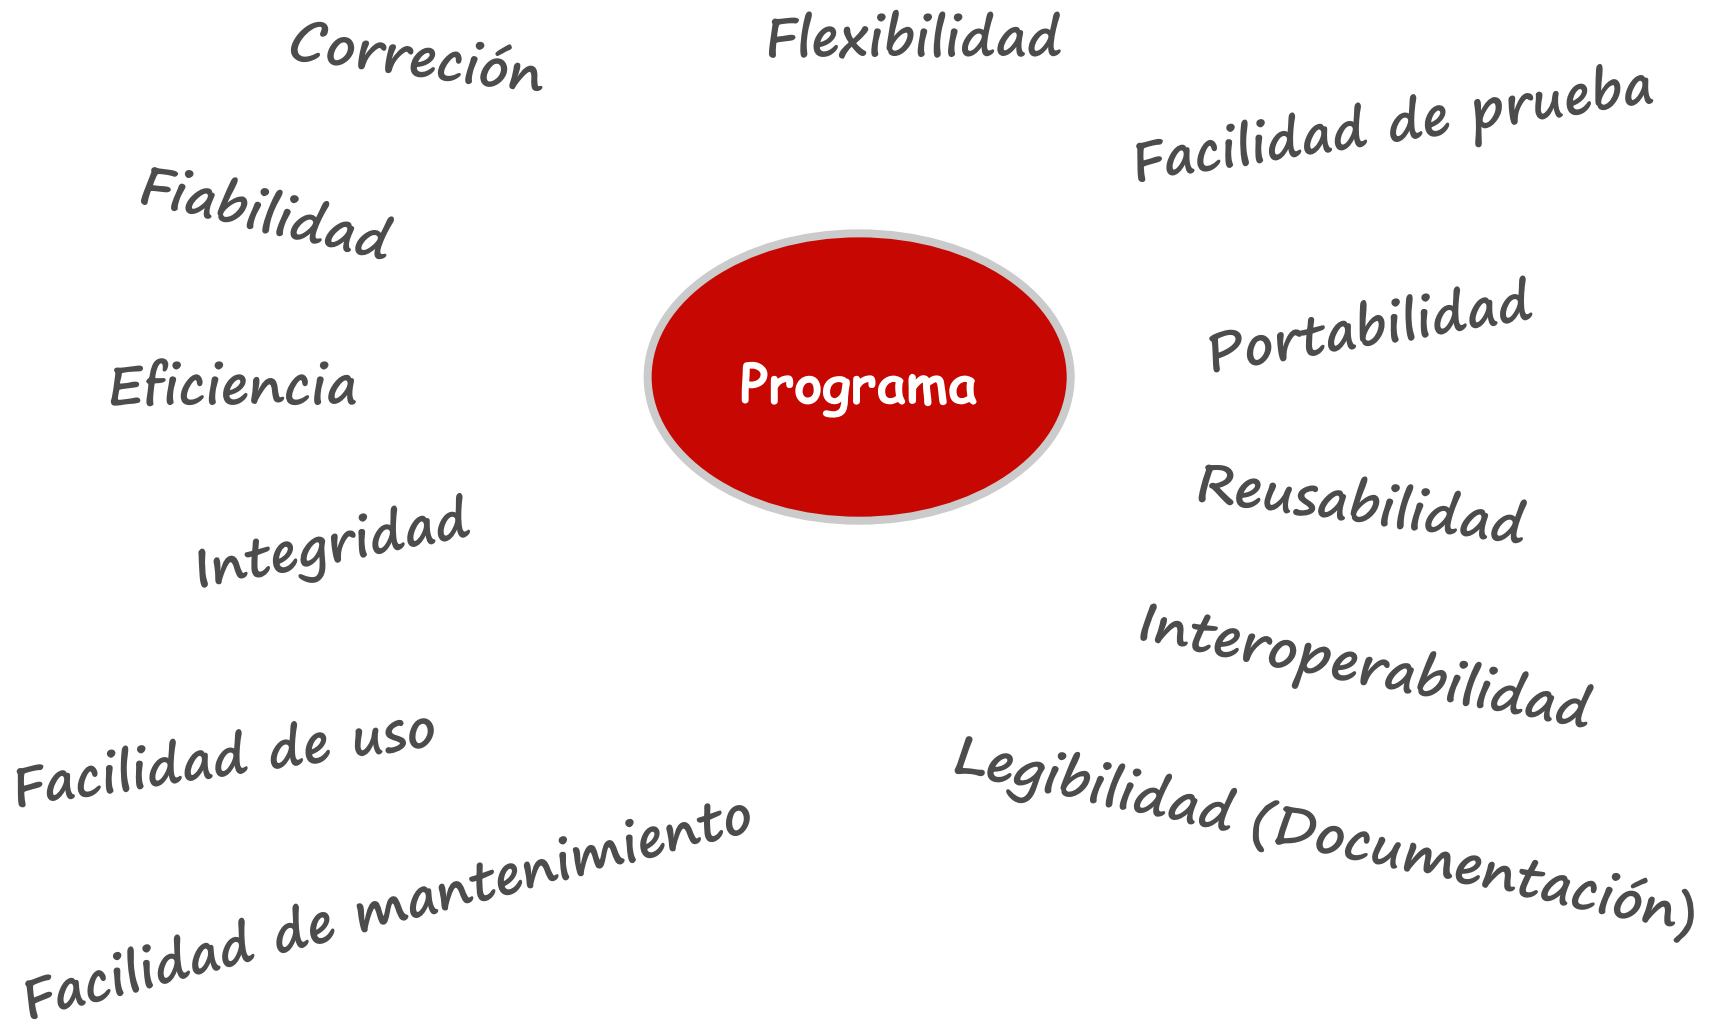 Correción
Flexibilidad
Facilidad de prueba
Fiabilidad
Portabilidad
Eficiencia
Programa
Reusabilidad
Integridad
Interoperabilidad
Facilidad de uso
Legibilidad (Documentación)
Facilidad de mantenimiento